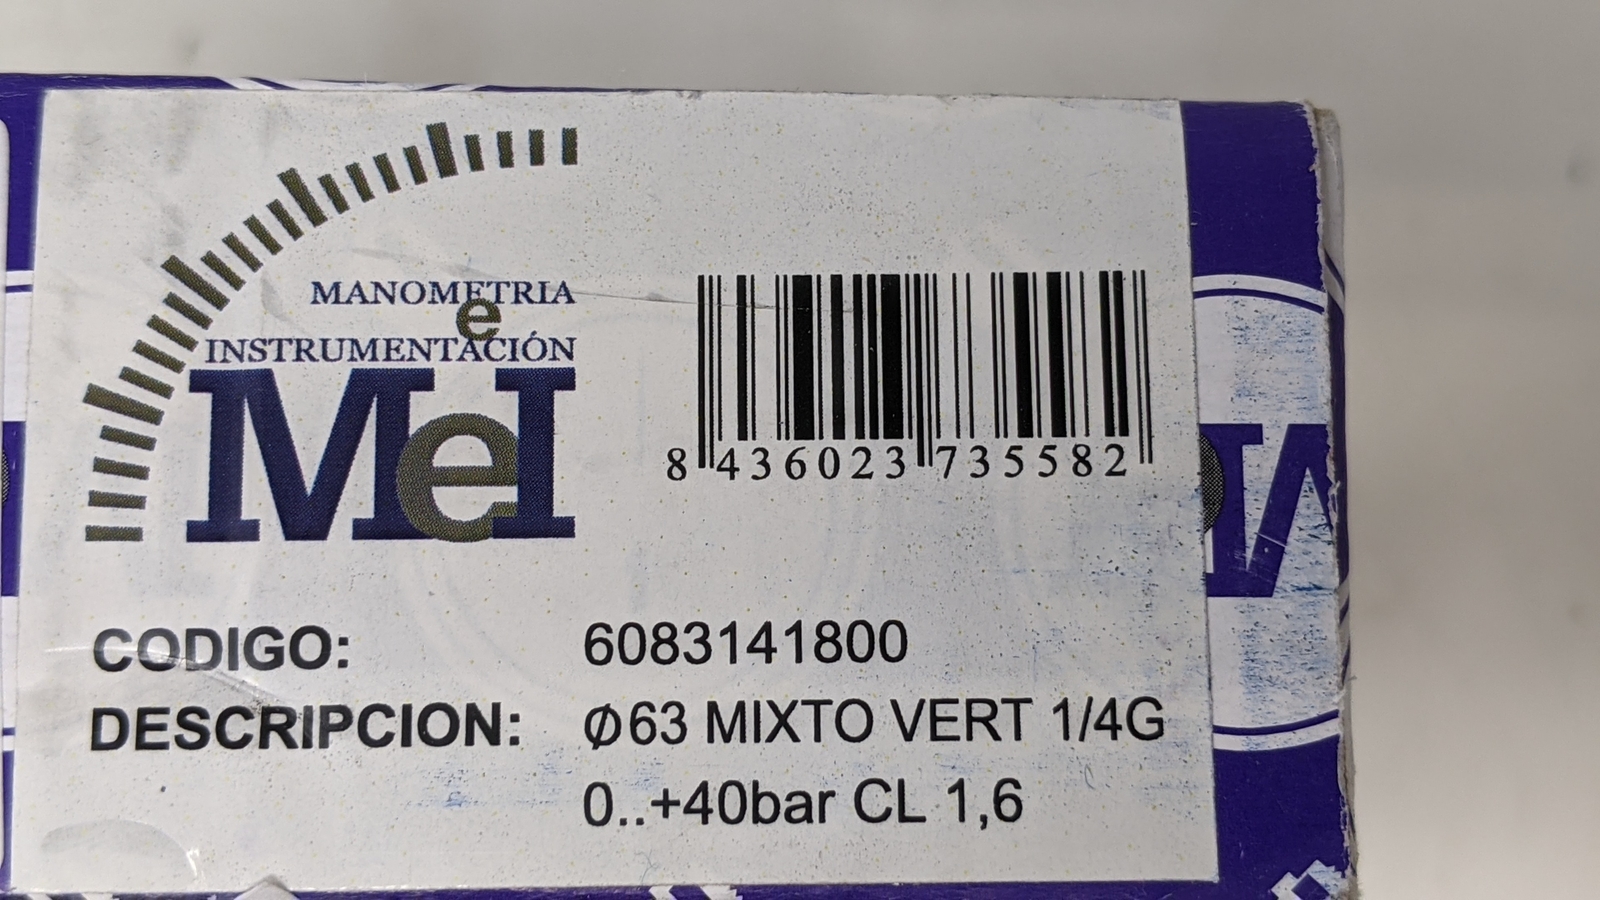 MANOMETRIA
e
INSTRUMENTACIÓN
MeI
8 436023 735582
CODIGO: 6083141800
DESCRIPCION: Ø63 MIXTO VERT 1/4G
0..+40bar CL 1,6